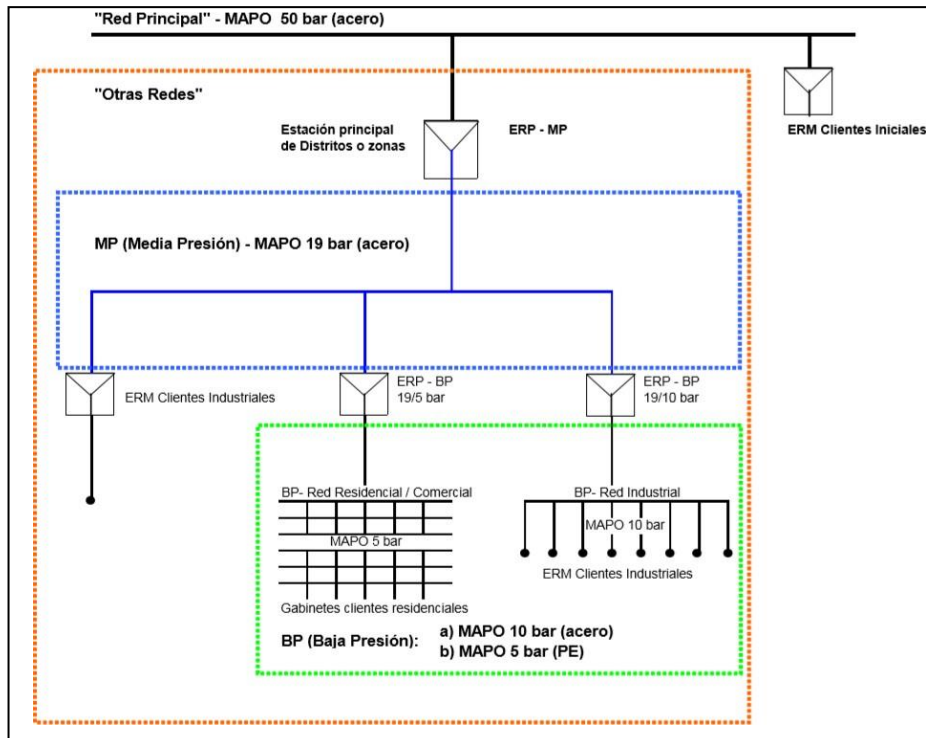 "Red Principal" - MAPO 50 bar (acero)
"Otras Redes"
Estación principal
de Distritos o zonas
ERP - MP
ERM Clientes Iniciales
MP (Media Presión) - MAPO 19 bar (acero)
ERM Clientes Industriales
ERP - BP
19/5 bar
ERP - BP
19/10 bar
BP- Red Residencial / Comercial
MAPO 5 bar
Gabinetes clientes residenciales
BP- Red Industrial
MAPO 10 bar
ERM Clientes Industriales
BP (Baja Presión):
a) MAPO 10 bar (acero)
b) MAPO 5 bar (PE)